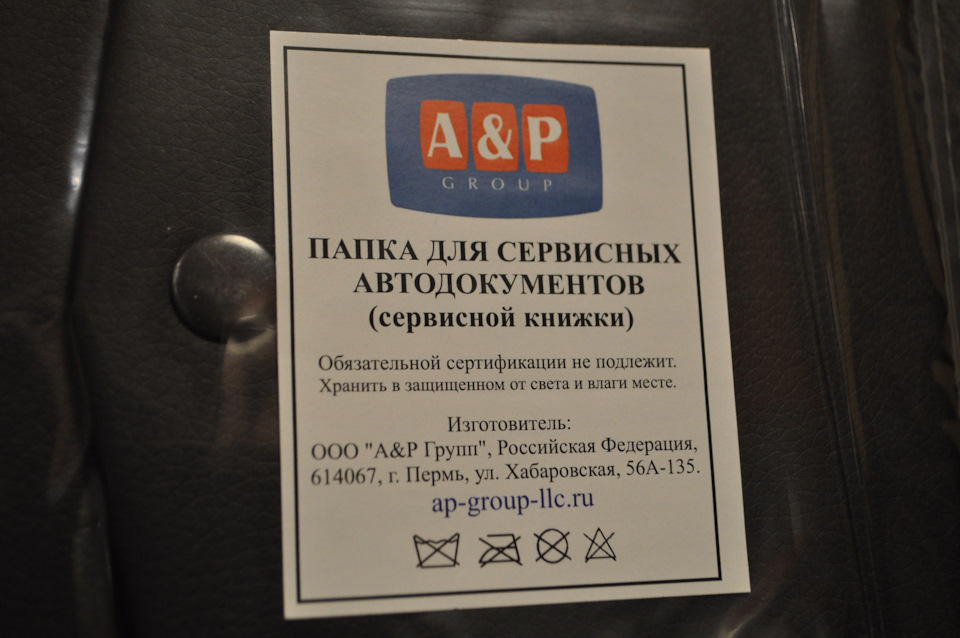 A&P
GROUP
ПАПКА ДЛЯ СЕРВИСНЫХ
АВТОДОКУМЕНТОВ
(сервисной книжки)
Обязательной сертификации не подлежит.
Хранить в защищенном от света и влаги месте.
Изготовитель:
ООО "А&Р Групп", Российская Федерация,
614067, г. Пермь, ул. Хабаровская, 56А-135.
ap-group-llc.ru